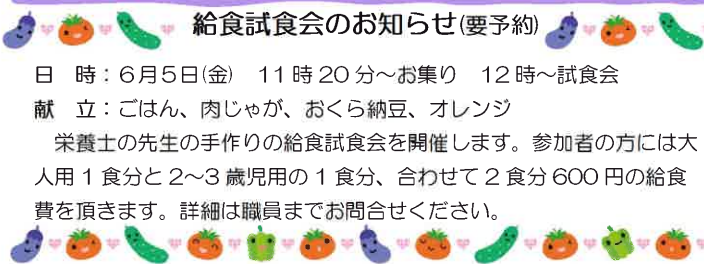 給食試食会のお知らせ(要予約)
日　時：６月５日(金)　11時20分～お集り　12時～試食会
献　立：ごはん、肉じゃが、おくら納豆、オレンジ
　栄養士の先生の手作りの給食試食会を開催します。参加者の方には大
人用１食分と２～３歳児用の１食分、合わせて２食分600円の給食
費を頂きます。詳細は職員までお問合せください。